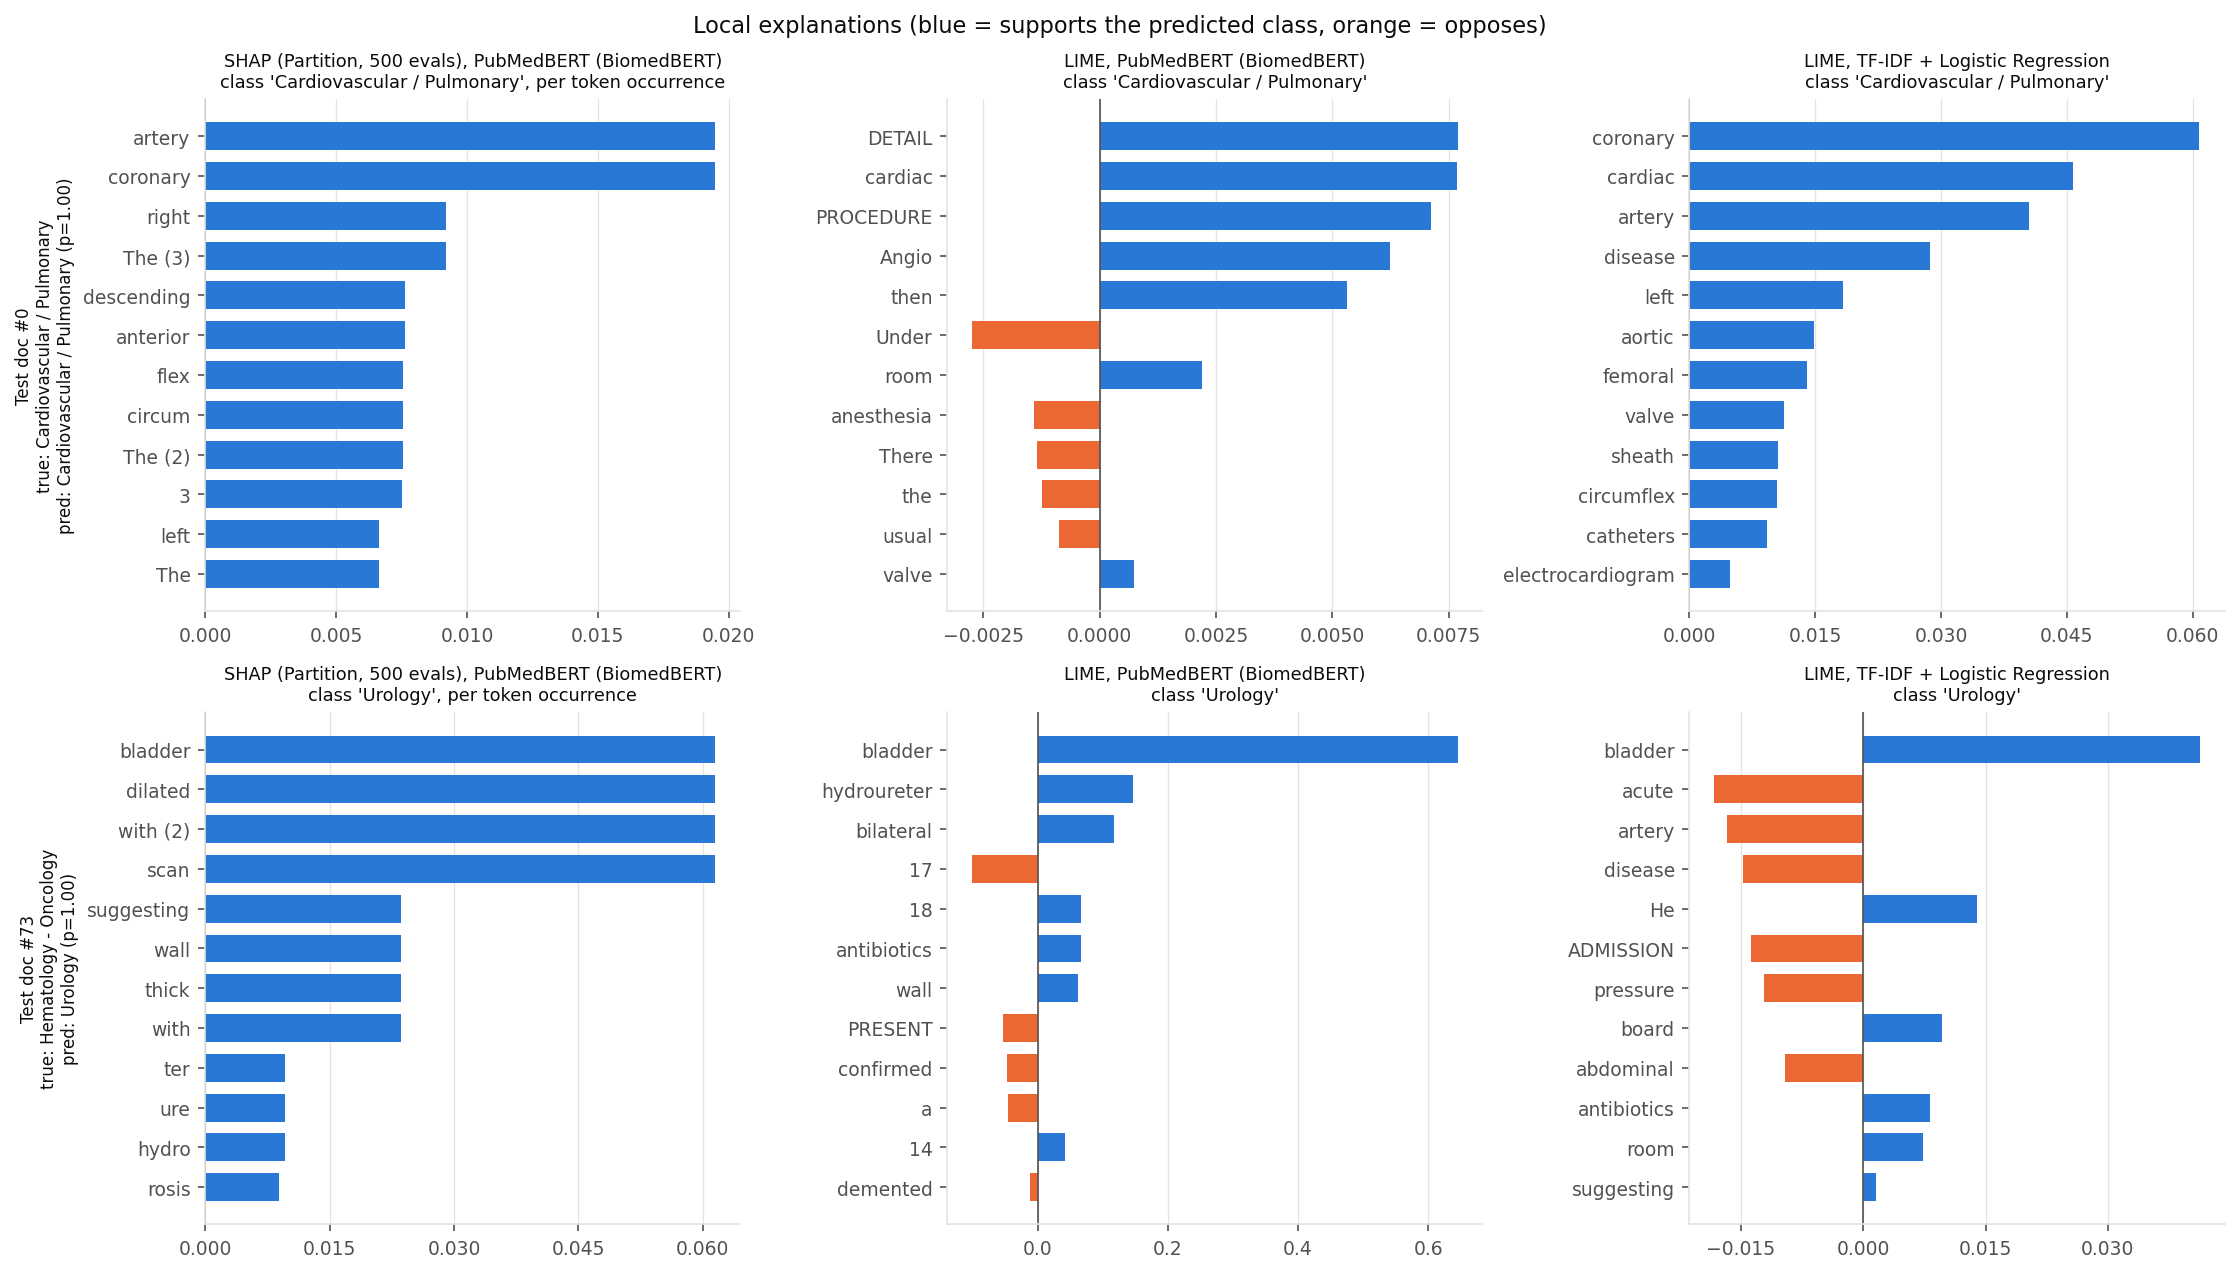 Local explanations (blue = supports the predicted class, orange = opposes)
SHAP (Partition, 500 evals), PubMedBERT (BiomedBERT)
class 'Cardiovascular / Pulmonary', per token occurrence
Test doc #0
true: Cardiovascular / Pulmonary
pred: Cardiovascular / Pulmonary (p=1.00)
artery
coronary
right
The (3)
descending
anterior
flex
circum
The (2)
3
left
The
0.000 0.005 0.010 0.015 0.020
LIME, PubMedBERT (BiomedBERT)
class 'Cardiovascular / Pulmonary'
DETAIL
cardiac
PROCEDURE
Angio
then
Under
room
anesthesia
There
the
usual
valve
−0.0025 0.0000 0.0025 0.0050 0.0075
LIME, TF-IDF + Logistic Regression
class 'Cardiovascular / Pulmonary'
coronary
cardiac
artery
disease
left
aortic
femoral
valve
sheath
circumflex
catheters
electrocardiogram
0.000 0.015 0.030 0.045 0.060
SHAP (Partition, 500 evals), PubMedBERT (BiomedBERT)
class 'Urology', per token occurrence
Test doc #73
true: Hematology - Oncology
pred: Urology (p=1.00)
bladder
dilated
with (2)
scan
suggesting
wall
thick
with
ter
ure
hydro
rosis
0.000 0.015 0.030 0.045 0.060
LIME, PubMedBERT (BiomedBERT)
class 'Urology'
bladder
hydroureter
bilateral
17
18
antibiotics
wall
PRESENT
confirmed
a
14
demented
0.0 0.2 0.4 0.6
LIME, TF-IDF + Logistic Regression
class 'Urology'
bladder
acute
artery
disease
He
ADMISSION
pressure
board
abdominal
antibiotics
room
suggesting
−0.015 0.000 0.015 0.030